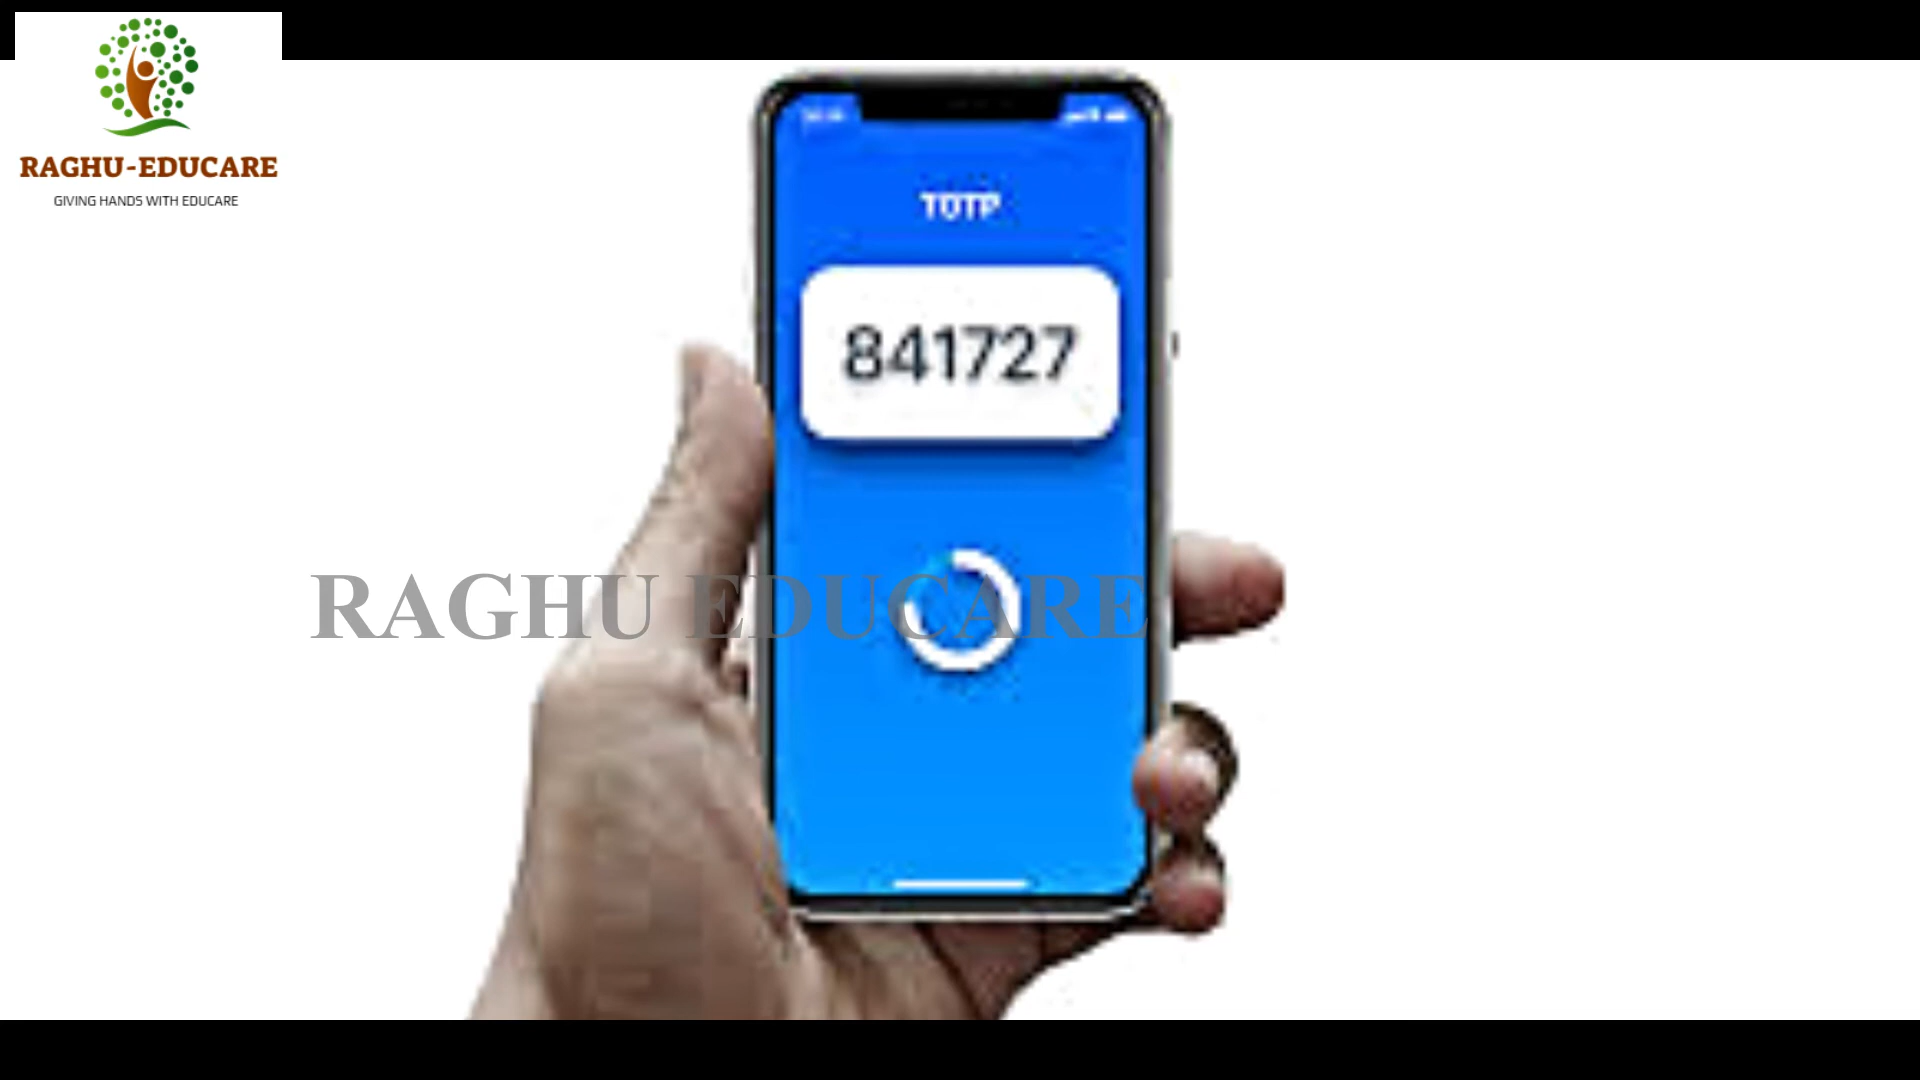 RAGHU-EDUCARE
GIVING HANDS WITH EDUCARE
TOTP
841727
RAGHU EDUCARE